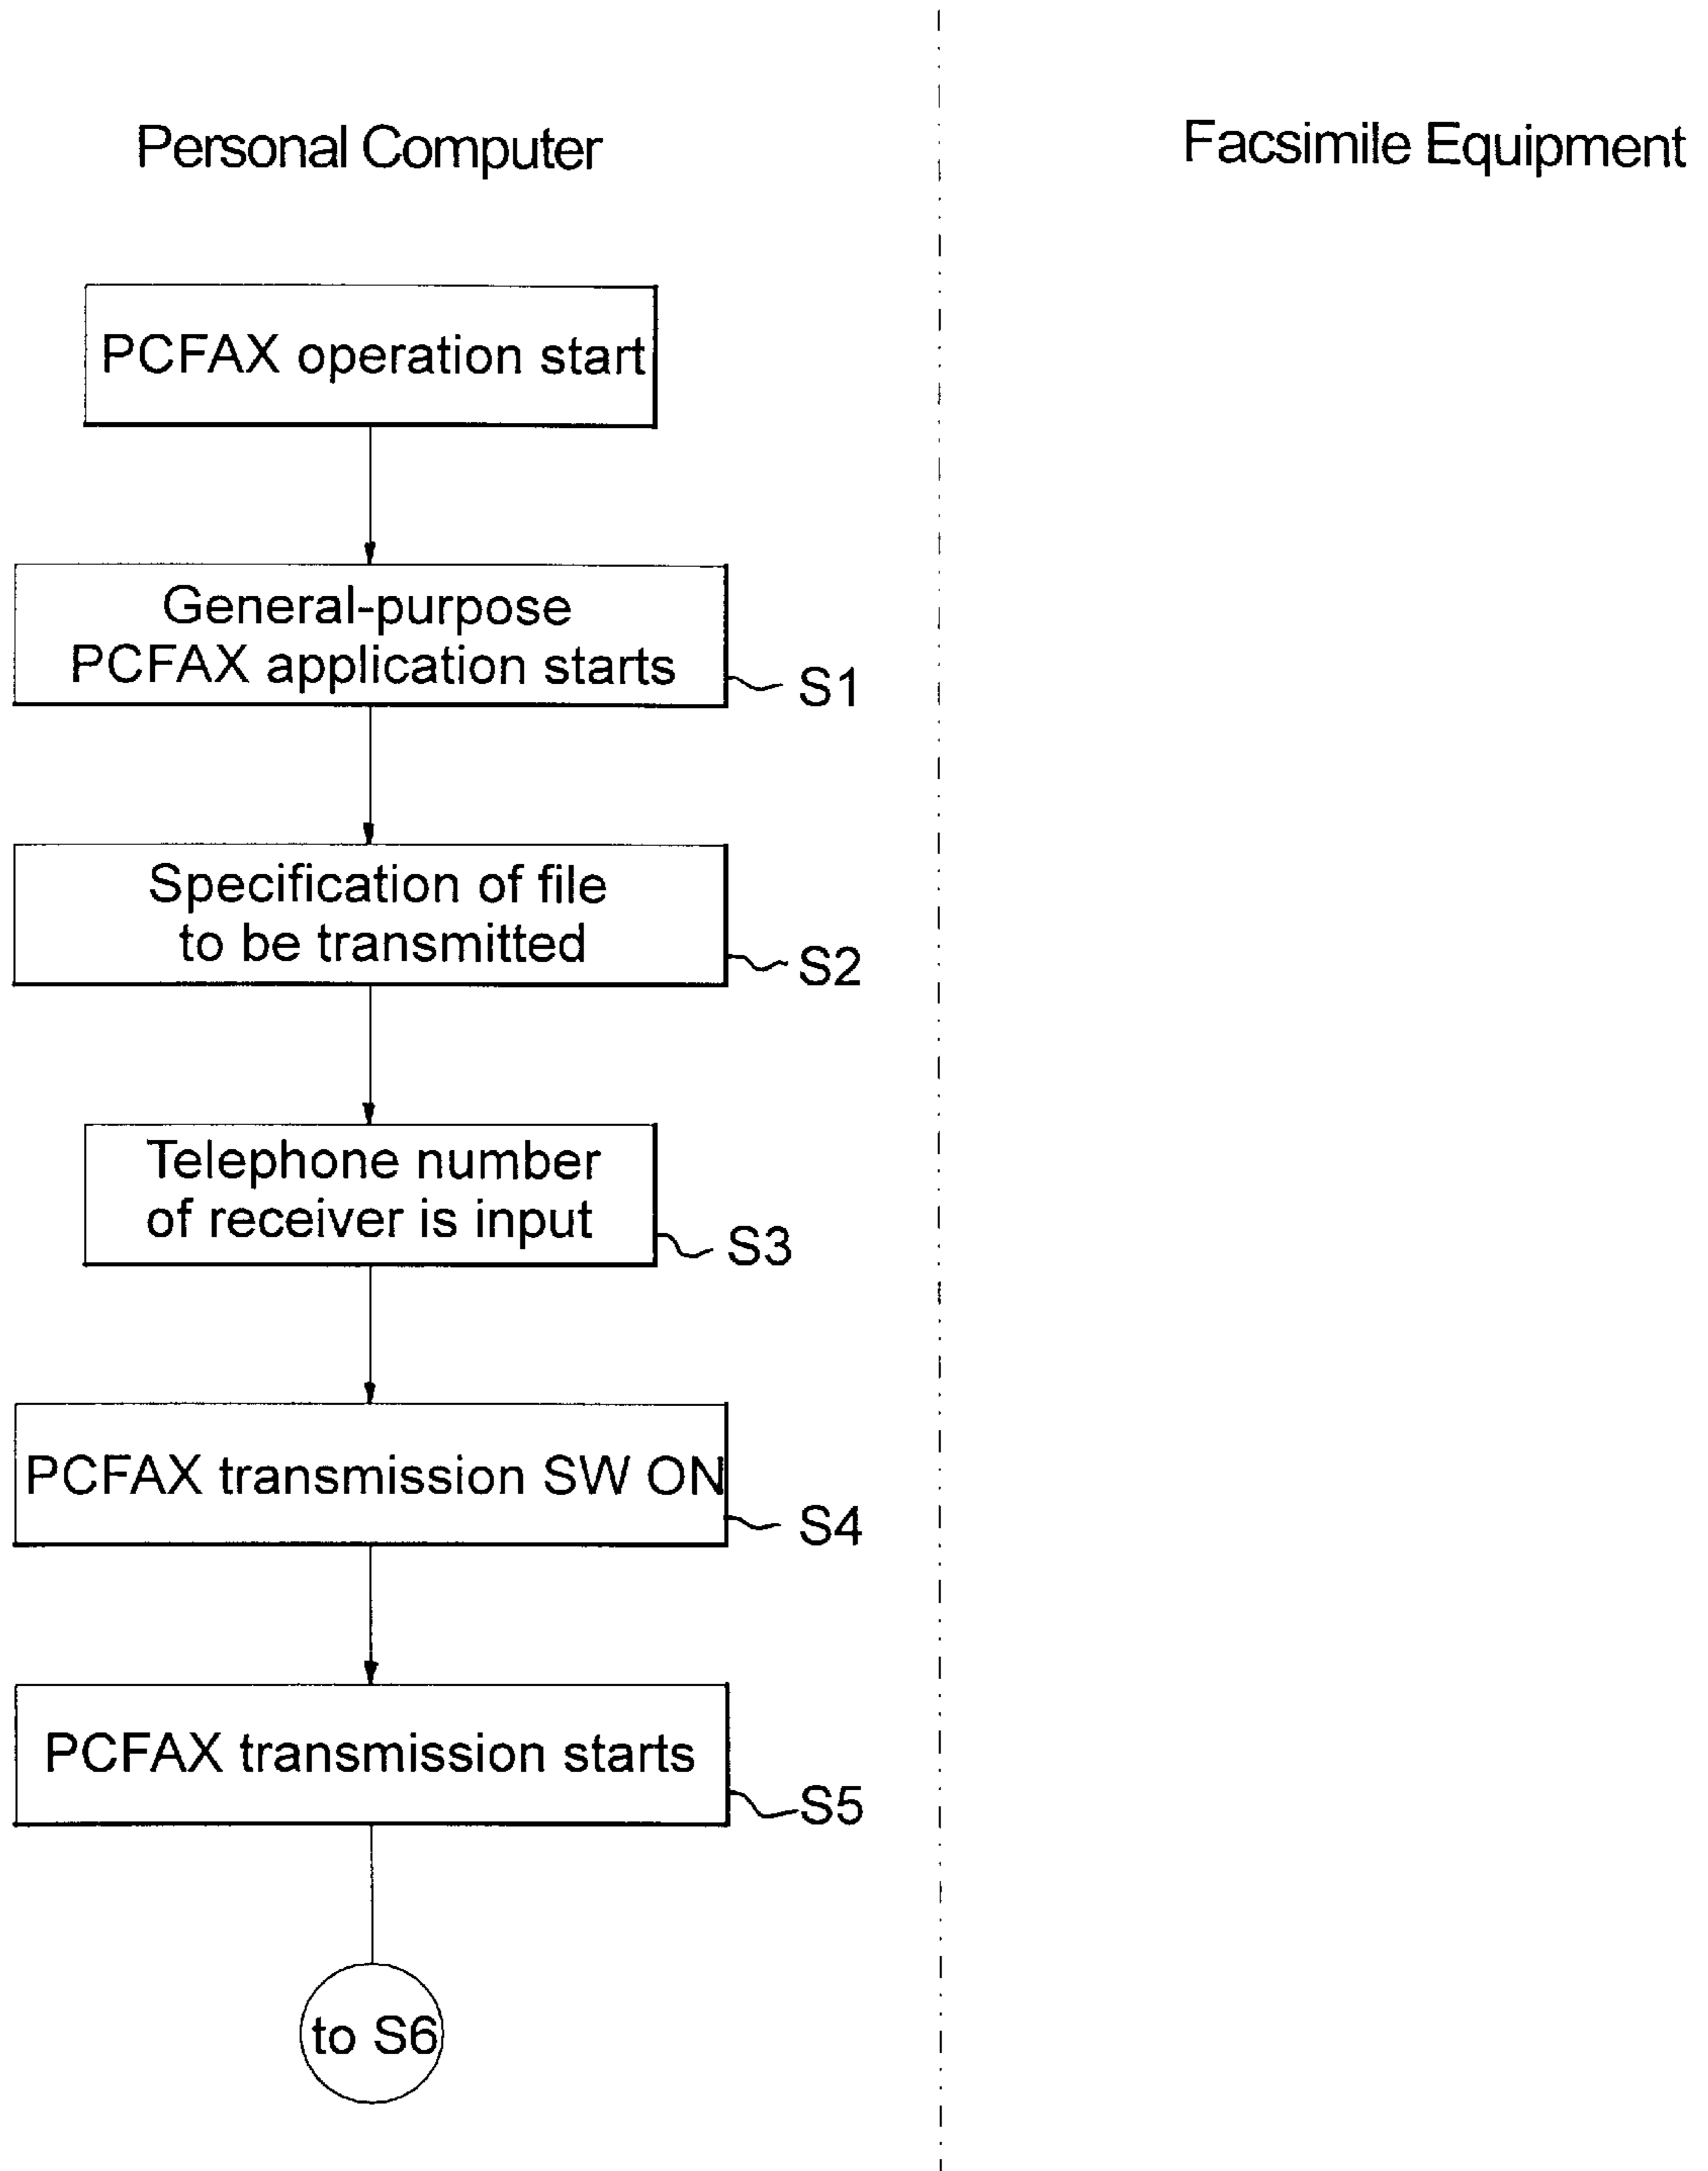 Personal Computer
Facsimile Equipment
PCFAX operation start
General-purpose
PCFAX application starts
S1
Specification of file
to be transmitted
S2
Telephone number
of receiver is input
S3
PCFAX transmission SW ON
S4
PCFAX transmission starts
S5
to S6